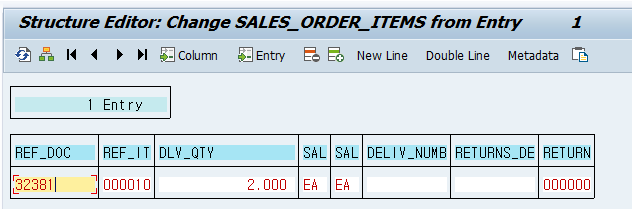 Structure Editor: Change SALES_ORDER_ITEMS from Entry 1
Column Entry New Line Double Line Metadata
1 Entry
REF_DOC REF_IT DLV_QTY SAL SAL DELIV_NUMB RETURNS_DE RETURN
32381 000010 2.000 EA EA 000000